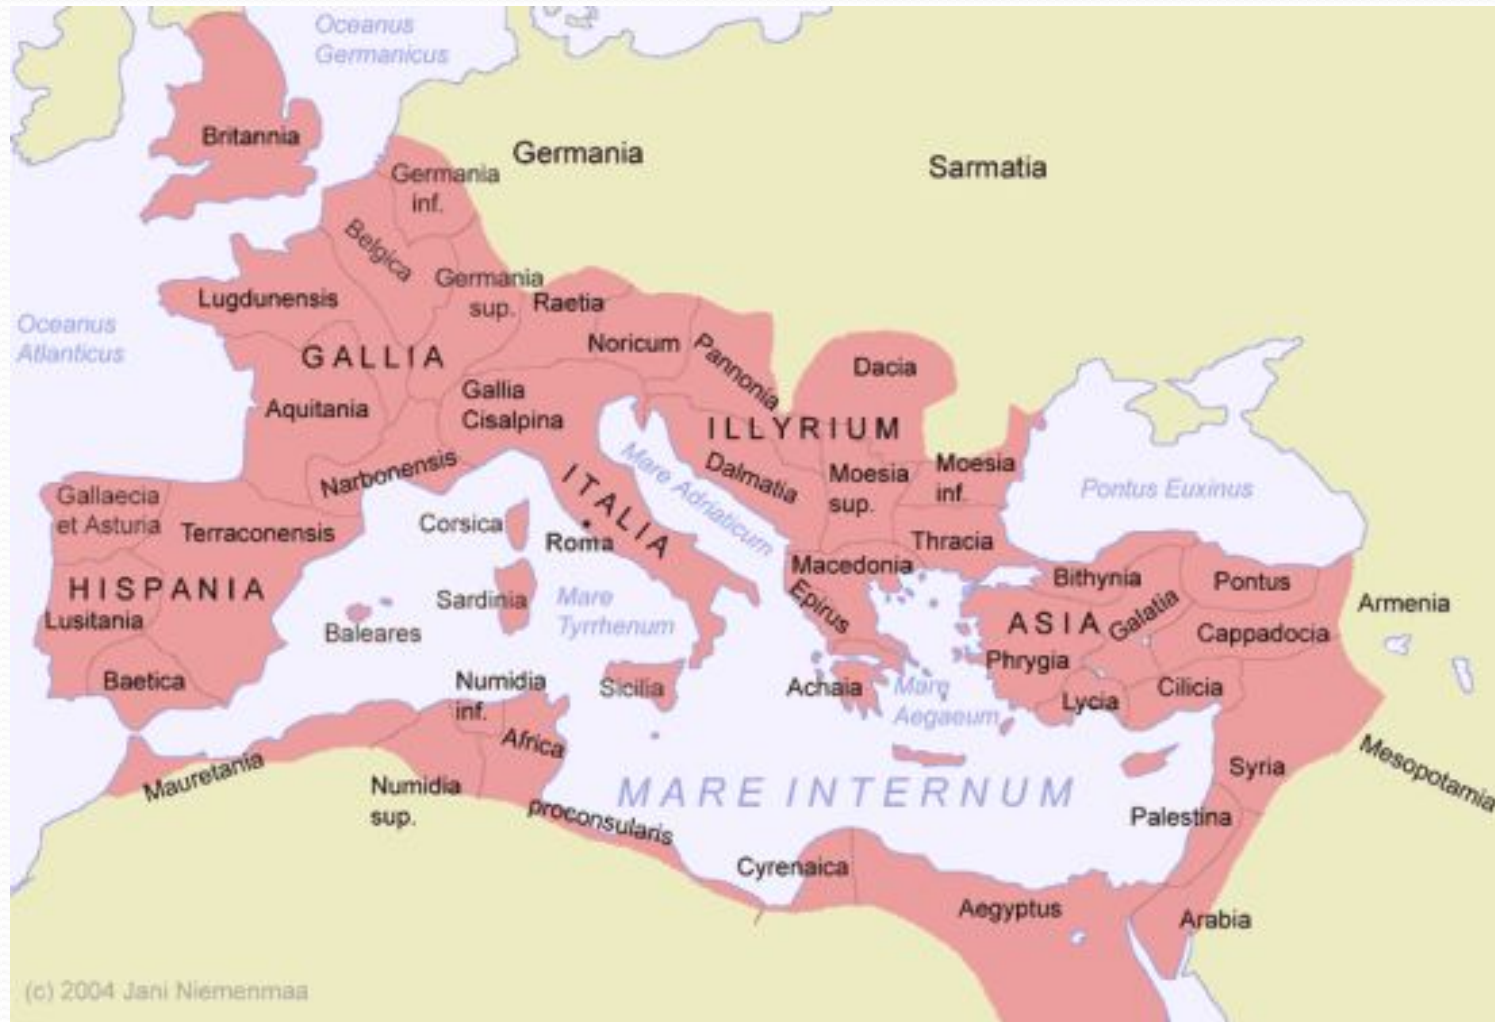 Oceanus
Germanicus
Britannia
Germania
Sarmatia
Germania
inf.
Belgica
Germania
sup.
Lugdunensis
Raetia
Oceanus
Atlanticus
GALLIA
Noricum
Pannonia
Dacia
Gallia
Cisalpina
Aquitania
ILLYRIUM
Mare Adriaticum
Dalmatia
Moesia
sup.
Moesia
inf.
Pontus Euxinus
Narbonensis
ITALIA
Gallaecia
et Asturia
Terraconensis
Corsica
Roma
Thracia
Macedonia
Bithynia
Pontus
HISPANIA
Sardinia
Mare
Tyrrhenum
Epirus
Galatia
Armenia
Lusitania
Baleares
ASIA
Cappadocia
Phrygia
Baetica
Numidia
inf.
Sicilia
Achaia
Mare
Aegaeum
Lycia
Cilicia
Africa
Mauretania
Numidia
sup.
proconsularis
MARE INTERNUM
Syria
Mesopotamia
Palestina
Cyrenaica
Aegyptus
Arabia
(c) 2004 Jani Niemenmaa